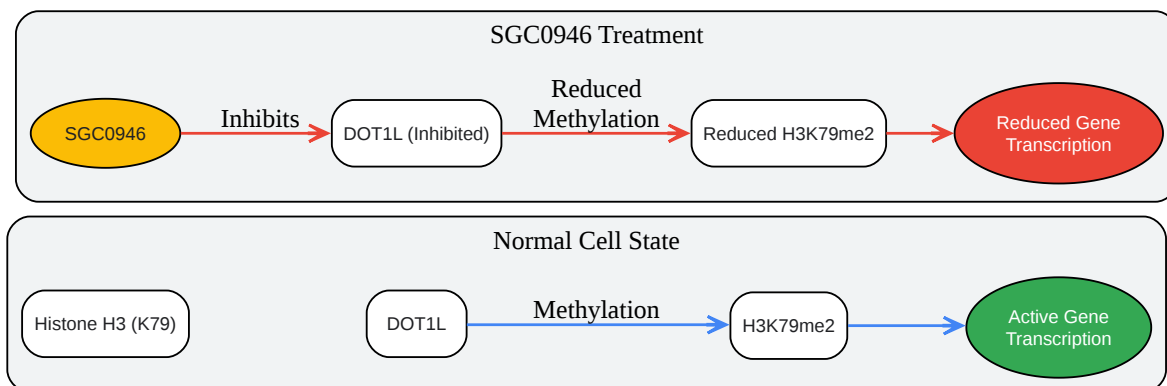 SGC0946 Treatment
SGC0946
Inhibits
DOT1L (Inhibited)
Reduced
Methylation
Reduced H3K79me2
Reduced Gene
Transcription
Normal Cell State
Histone H3 (K79)
DOT1L
Methylation
H3K79me2
Active Gene
Transcription